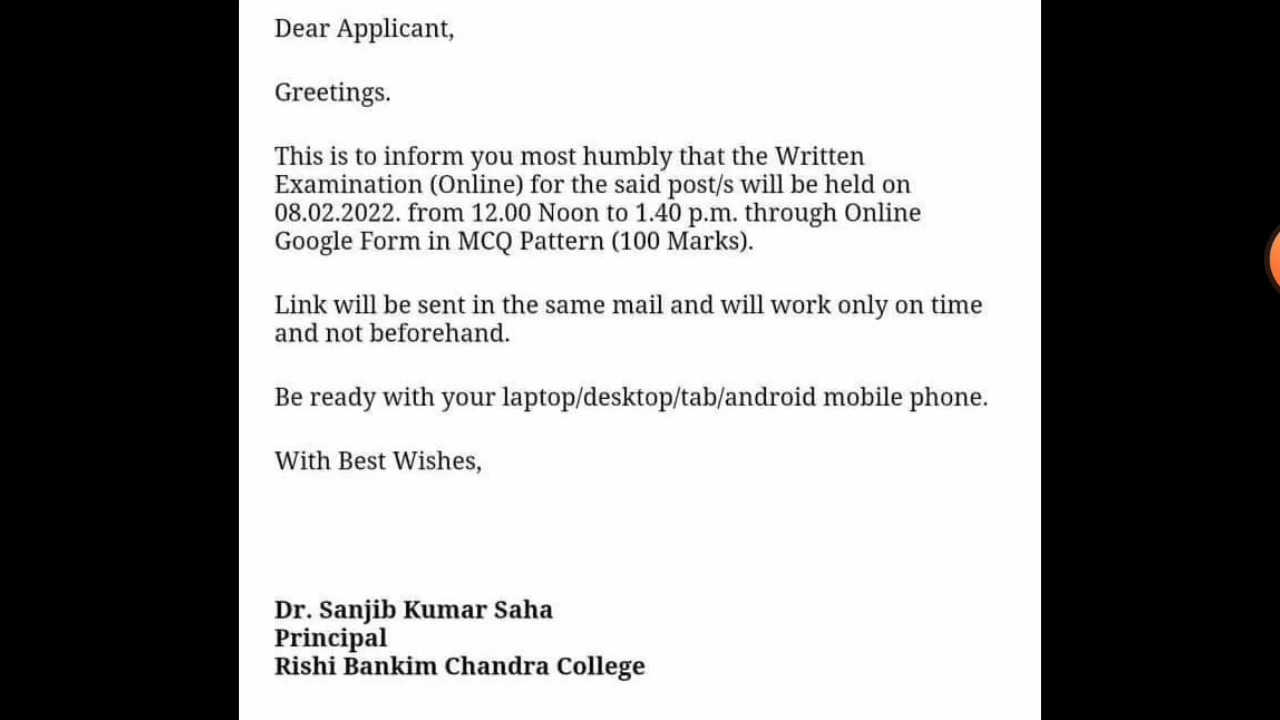 Dear Applicant,
Greetings.
This is to inform you most humbly that the Written
Examination (Online) for the said post/s will be held on
08.02.2022. from 12.00 Noon to 1.40 p.m. through Online
Google Form in MCQ Pattern (100 Marks).
Link will be sent in the same mail and will work only on time
and not beforehand.
Be ready with your laptop/desktop/tab/android mobile phone.
With Best Wishes,
Dr. Sanjib Kumar Saha
Principal
Rishi Bankim Chandra College